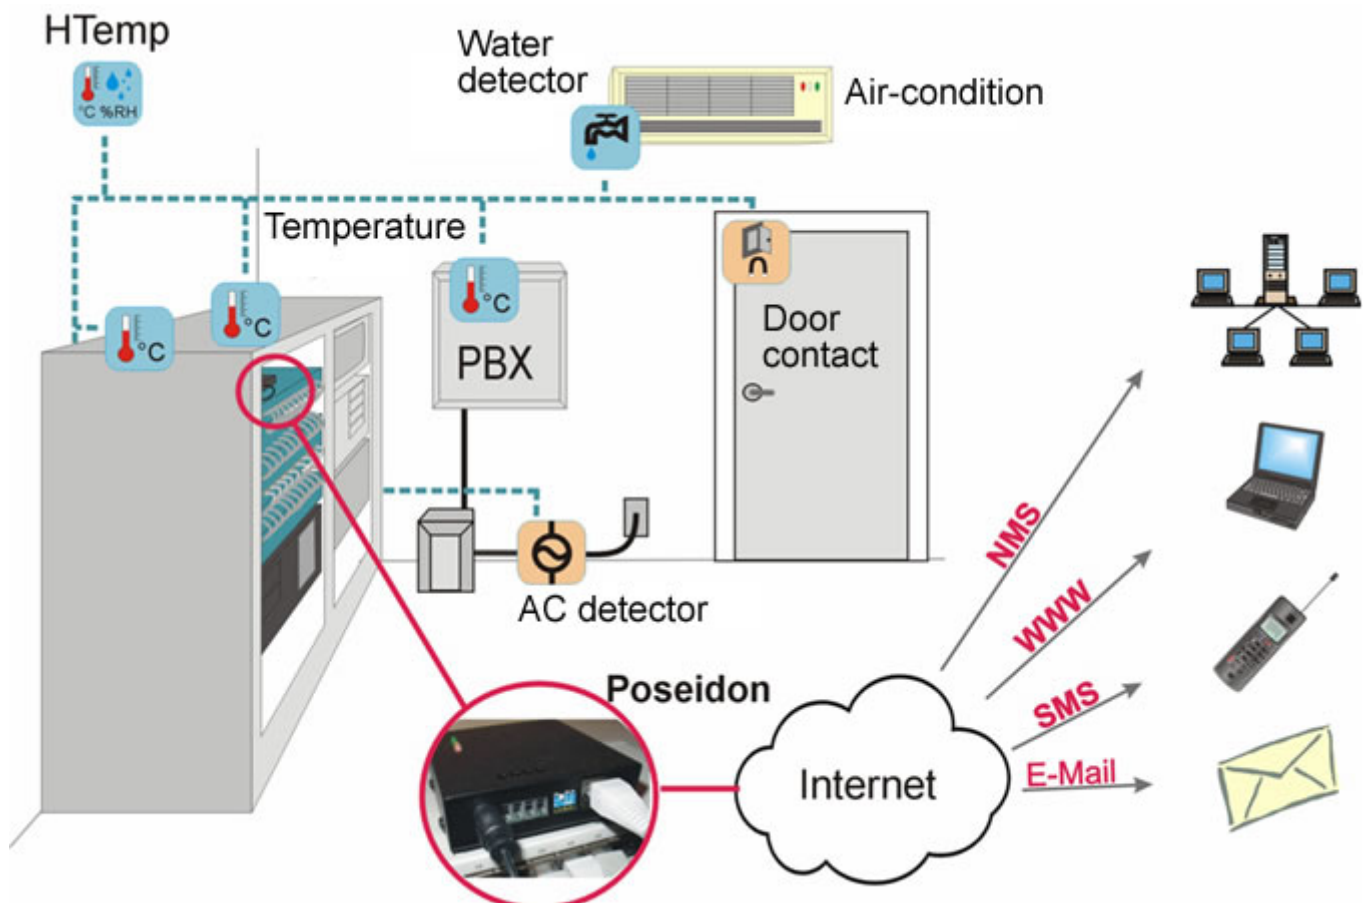 HTemp
°C %RH
Water
detector
Air-condition
Temperature
°C
°C
°C
PBX
Door
contact
AC detector
NMS
WWW
SMS
E-Mail
Poseidon
Internet